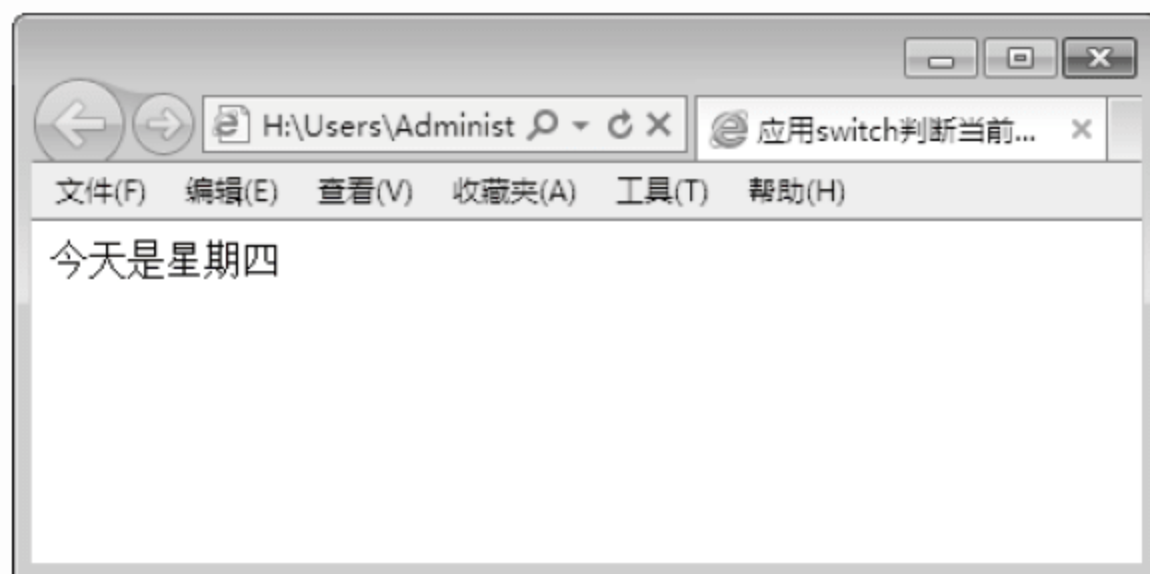 H:\Users\Administ
应用switch判断当前...
文件(F) 编辑(E) 查看(V) 收藏夹(A) 工具(T) 帮助(H)
今天是星期四